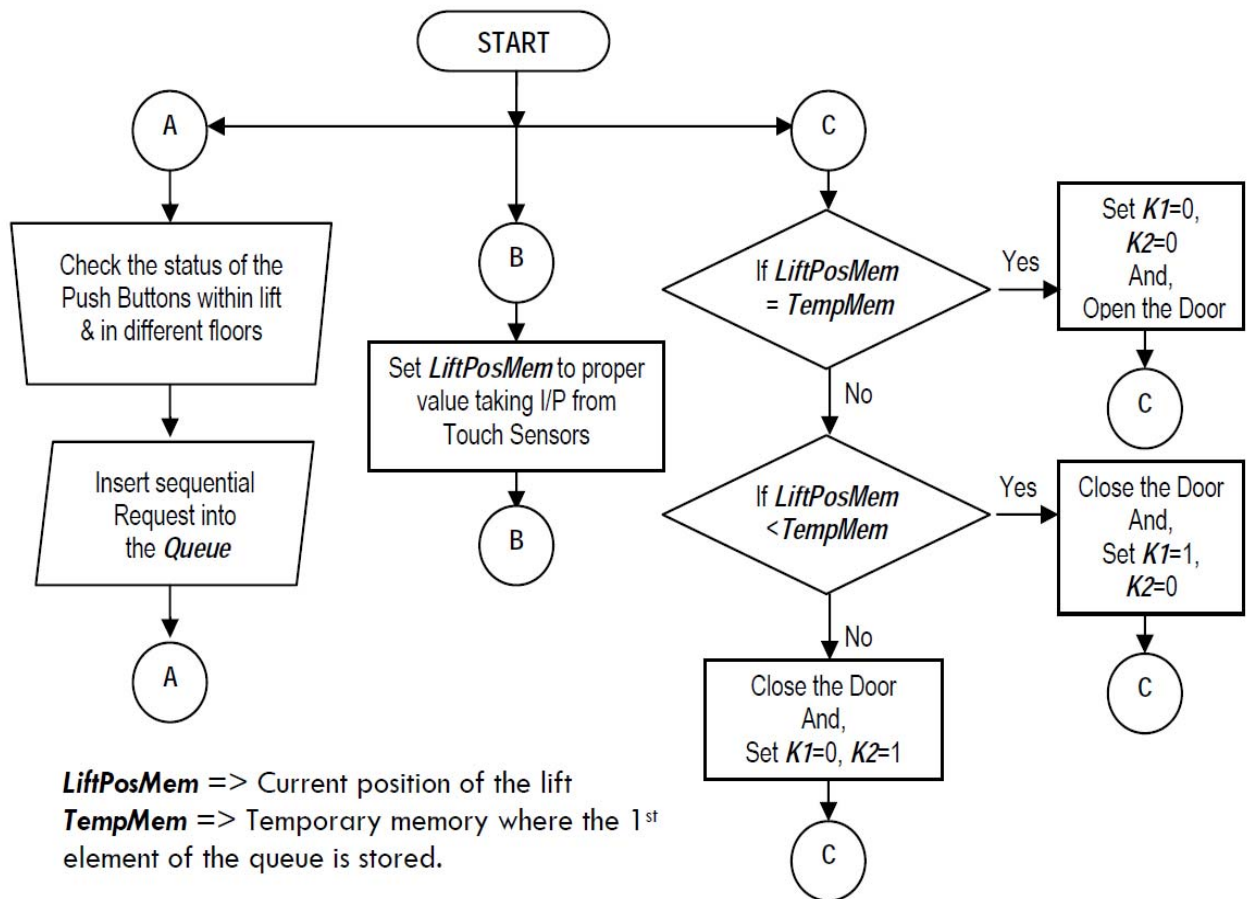 START
A
Check the status of the
Push Buttons within lift
& in different floors
Insert sequential
Request into
the Queue
A
B
Set LiftPosMem to proper
value taking I/P from
Touch Sensors
B
C
If LiftPosMem
= TempMem
Yes
Set K1=0,
K2=0
And,
Open the Door
C
No
If LiftPosMem
<TempMem
Yes
Close the Door
And,
Set K1=1,
K2=0
C
No
Close the Door
And,
Set K1=0, K2=1
C
LiftPosMem => Current position of the lift
TempMem => Temporary memory where the 1st
element of the queue is stored.